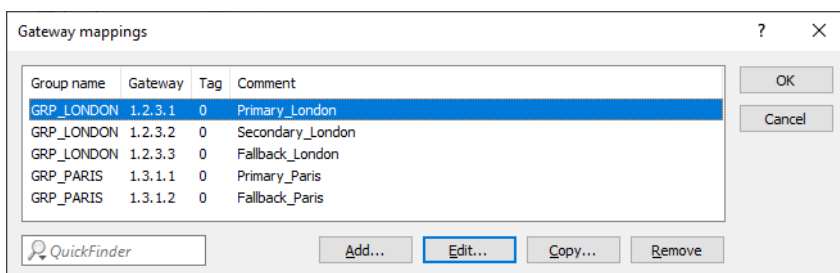 Gateway mappings ? ×
Group name Gateway Tag Comment
GRP_LONDON 1.2.3.1 0 Primary_London
GRP_LONDON 1.2.3.2 0 Secondary_London
GRP_LONDON 1.2.3.3 0 Fallback_London
GRP_PARIS 1.3.1.1 0 Primary_Paris
GRP_PARIS 1.3.1.2 0 Fallback_Paris
OK
Cancel
QuickFinder Add... Edit... Copy... Remove